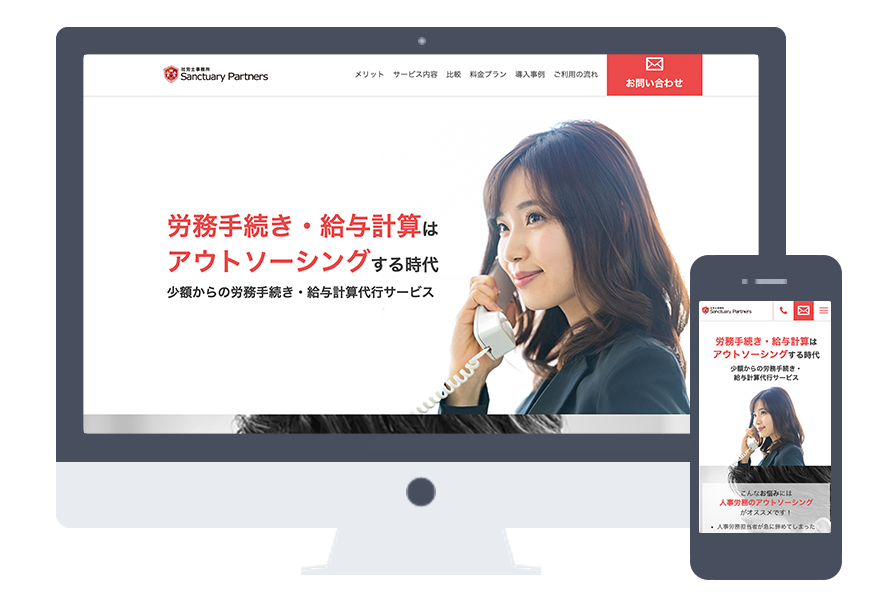 社労士事務所
Sanctuary Partners
メリット サービス内容 比較 料金プラン 導入事例 ご利用の流れ
お問い合わせ
労務手続き・給与計算は
アウトソーシングする時代
少額からの労務手続き・給与計算代行サービス
社労士事務所
Sanctuary Partners
労務手続き・給与計算は
アウトソーシングする時代
少額からの労務手続き・
給与計算代行サービス
こんなお悩みには
人事労務のアウトソーシング
がオススメです！
・人事労務担当者が急に辞めてしまった